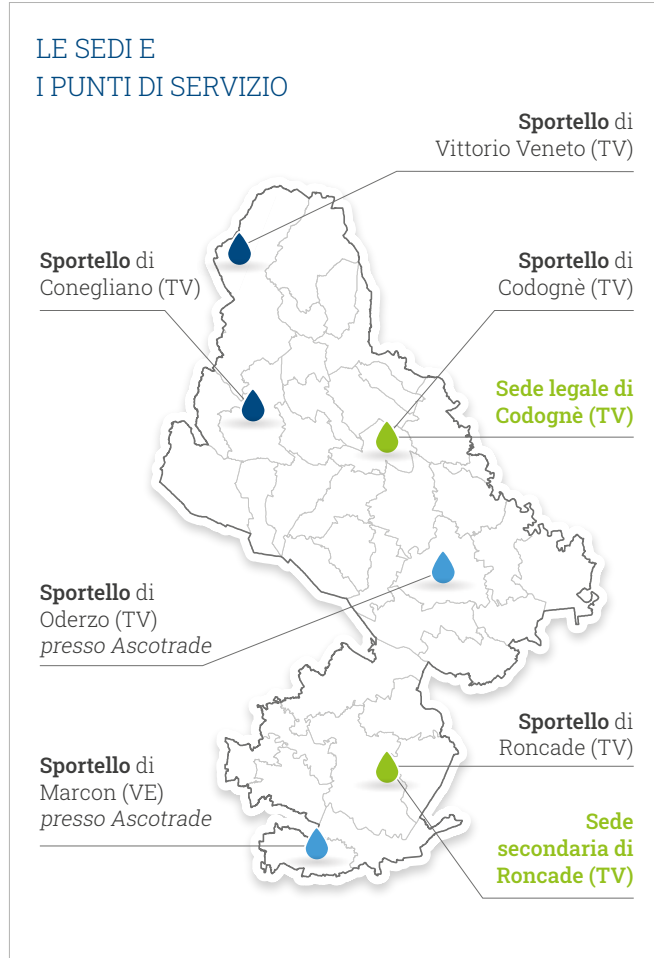 LE SEDI E
I PUNTI DI SERVIZIO
Sportello di
Vittorio Veneto (TV)
Sportello di
Conegliano (TV)
Sportello di
Codognè (TV)
Sede legale di
Codognè (TV)
Sportello di
Oderzo (TV)
presso Ascotrade
Sportello di
Roncade (TV)
Sportello di
Marcon (VE)
presso Ascotrade
Sede
secondaria di
Roncade (TV)